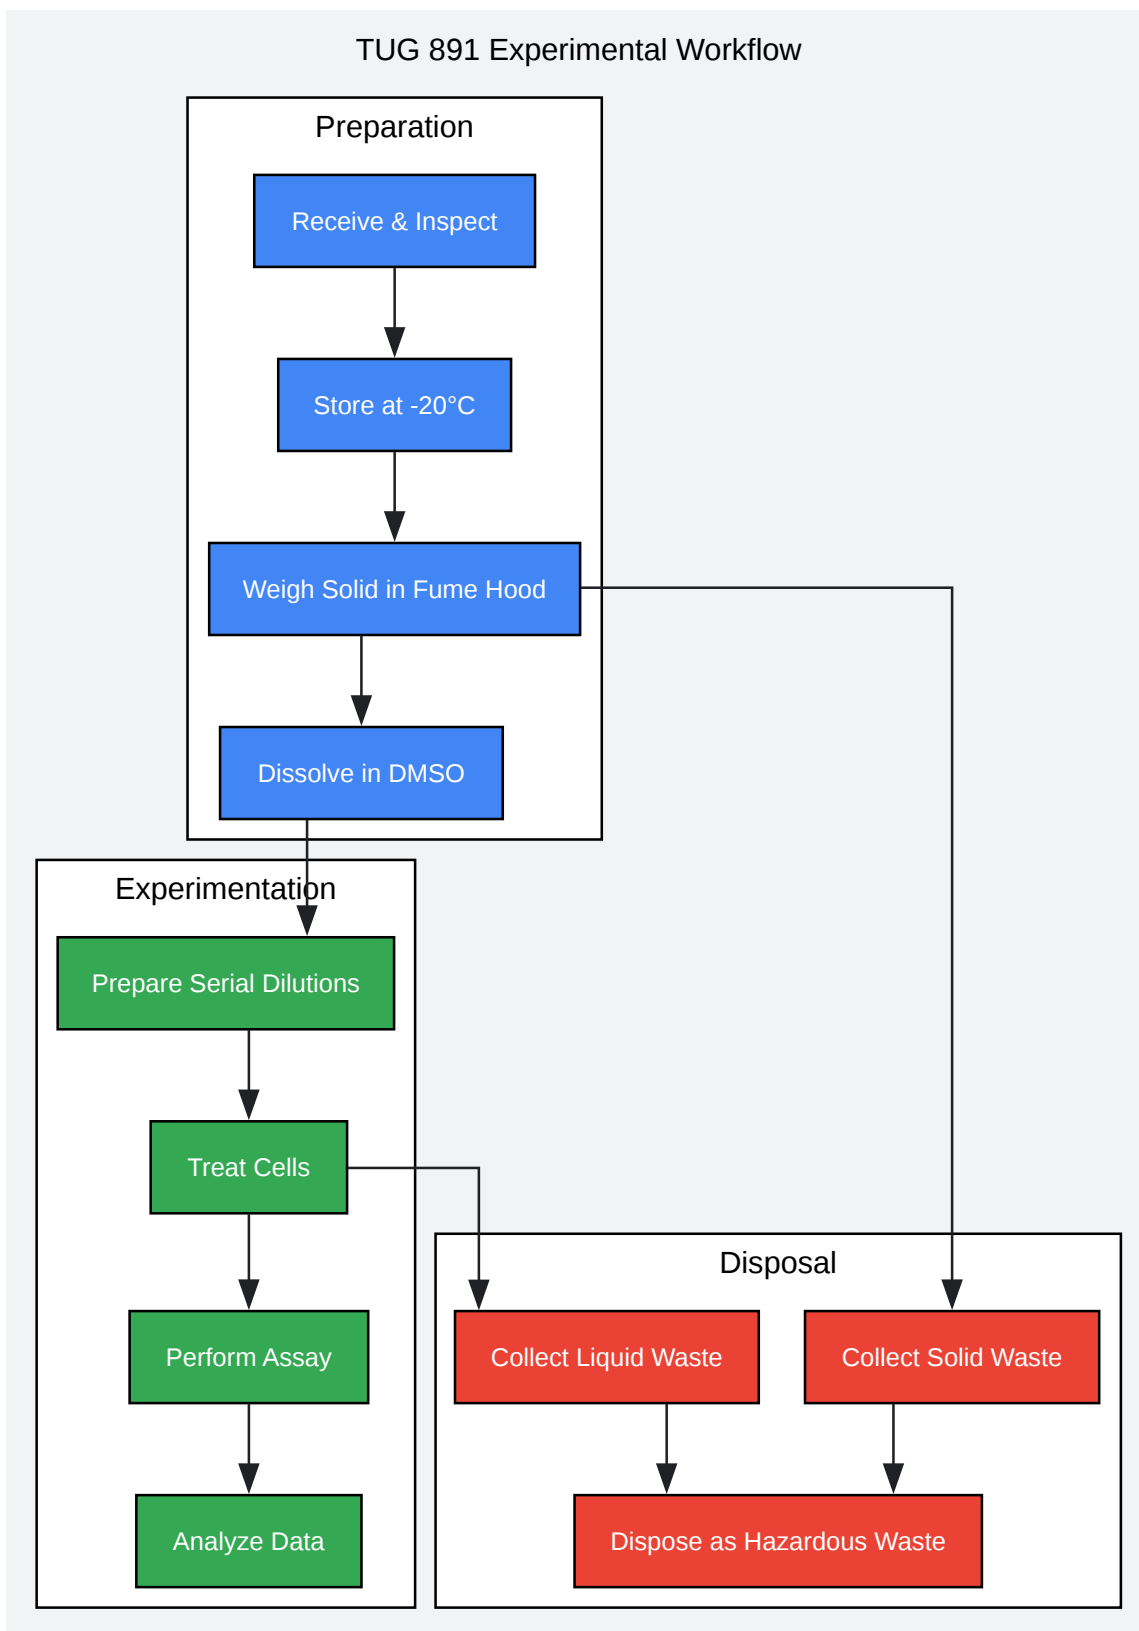 TUG 891 Experimental Workflow
Preparation
Receive & Inspect
Store at -20°C
Weigh Solid in Fume Hood
Dissolve in DMSO
Experimentation
Prepare Serial Dilutions
Treat Cells
Perform Assay
Analyze Data
Disposal
Collect Liquid Waste
Collect Solid Waste
Dispose as Hazardous Waste